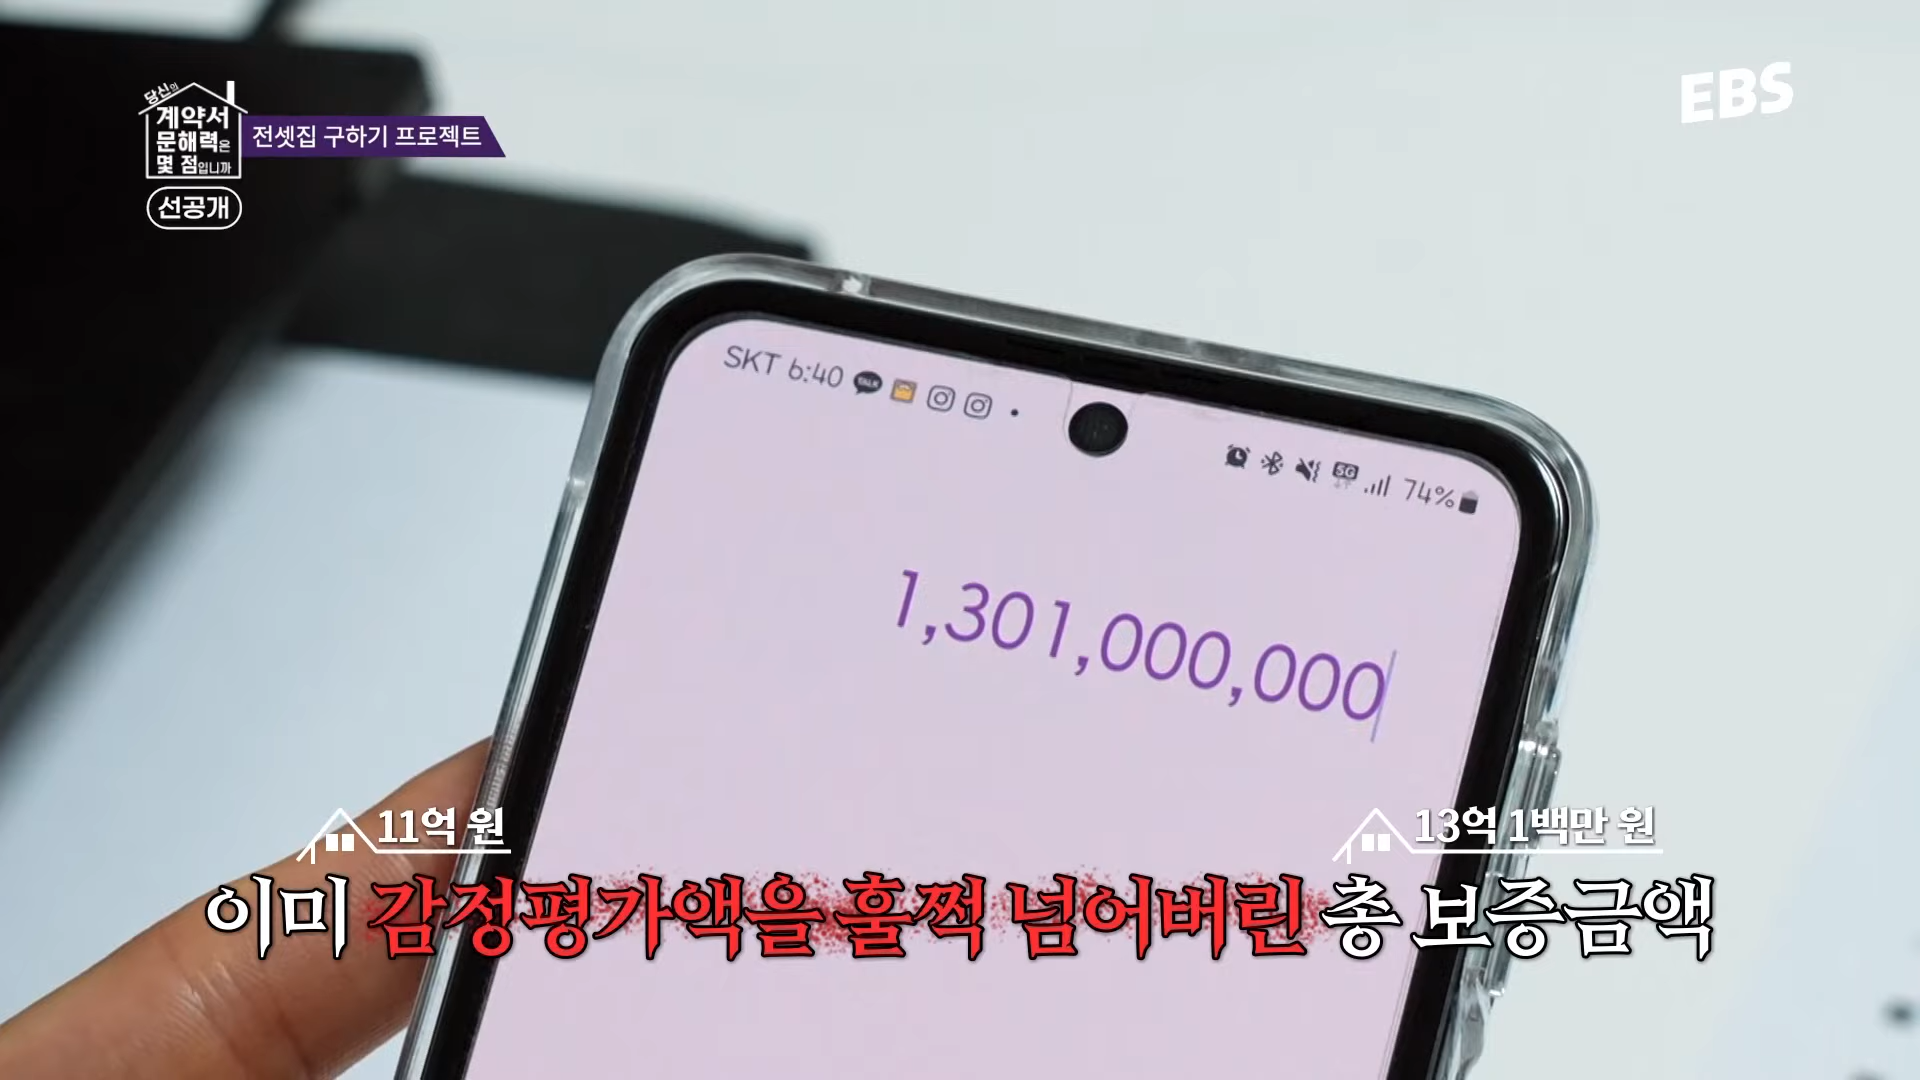 당신의
계약서
문해력은
몇 점입니까
전셋집 구하기 프로젝트
선공개
EBS
SKT 6:40 TALK
5G 74%
1,301,000,000
11억 원
13억 1백만 원
이미 감정평가액을 훌쩍 넘어버린 총 보증금액